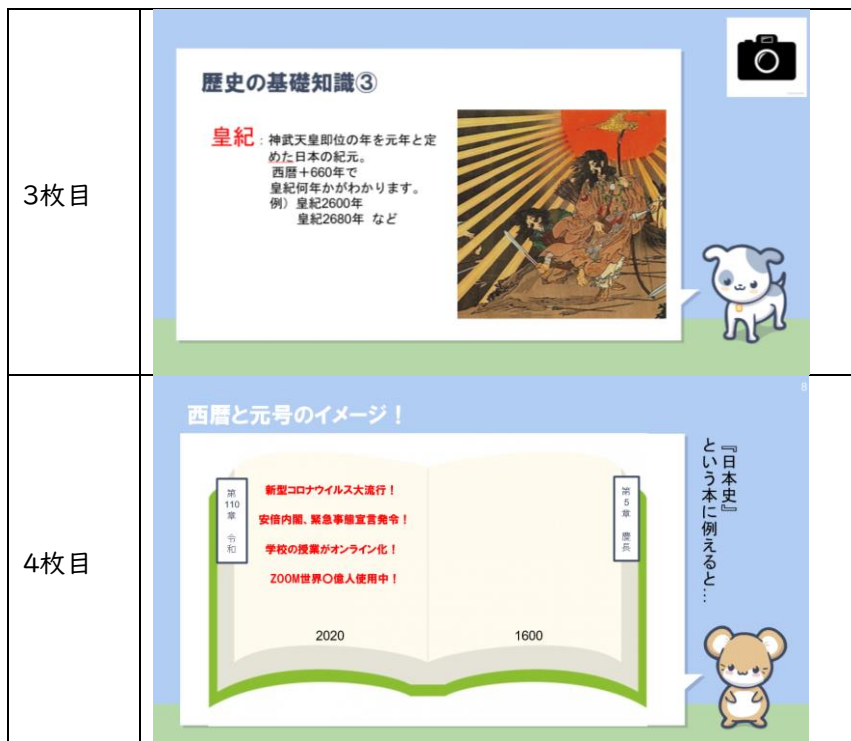 3枚目
歴史の基礎知識③
皇紀：神武天皇即位の年を元年と定
めた日本の紀元。
西暦＋660年で
皇紀何年かがわかります。
例）皇紀2600年
皇紀2680年 など
4枚目
8
西暦と元号のイメージ！
『日本史』
という本に例えると…
第5章 慶長
1600
第110章 令和
新型コロナウイルス大流行！
安倍内閣、緊急事態宣言発令！
学校の授業がオンライン化！
ZOOM世界〇億人使用中！
2020